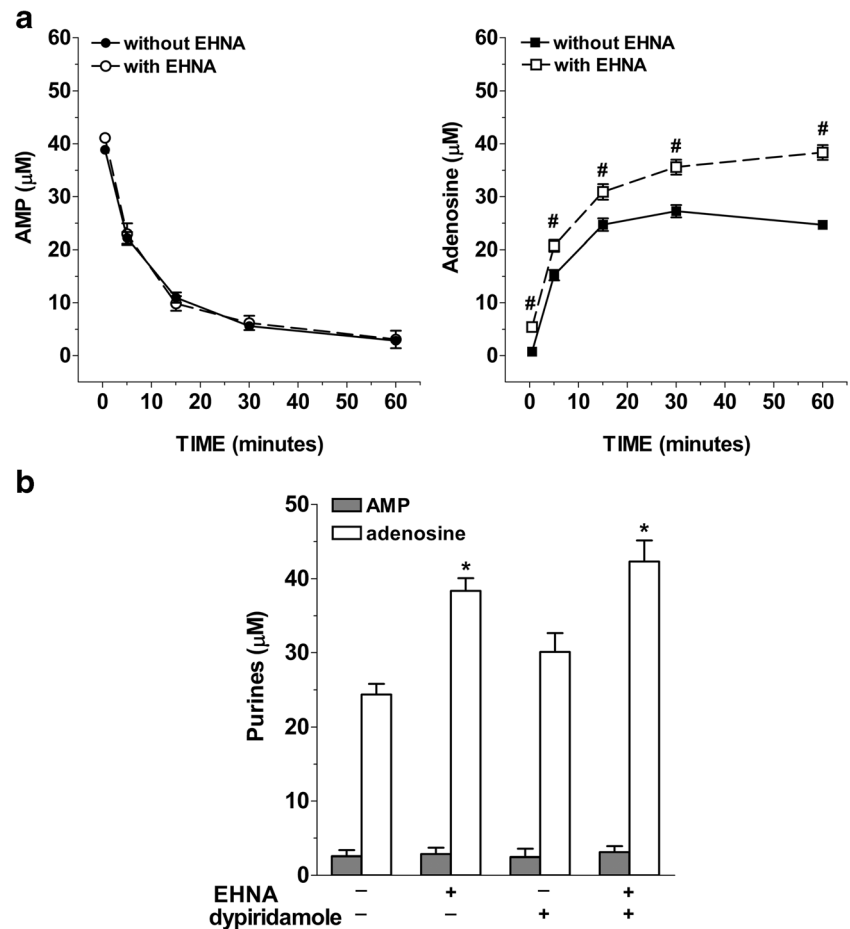 a
60
50
40
30
20
10
0
AMP (μM)
without EHNA
with EHNA
0 10 20 30 40 50 60
TIME (minutes)
60
50
40
30
20
10
0
Adenosine (μM)
without EHNA
with EHNA
# # # # #
0 10 20 30 40 50 60
TIME (minutes)
b
50
40
30
20
10
0
Purines (μM)
AMP
adenosine
* *
EHNA – + – +
dypiridamole – – + +